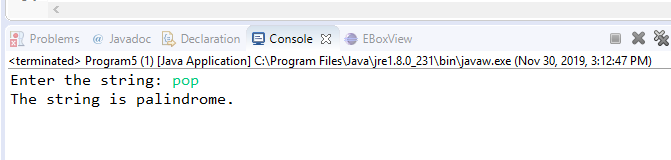 Problems @ Javadoc Declaration Console EBoxView
<terminated> Program5 (1) [Java Application] C:\Program Files\Java\jre1.8.0_231\bin\javaw.exe (Nov 30, 2019, 3:12:47 PM)
Enter the string: pop
The string is palindrome.